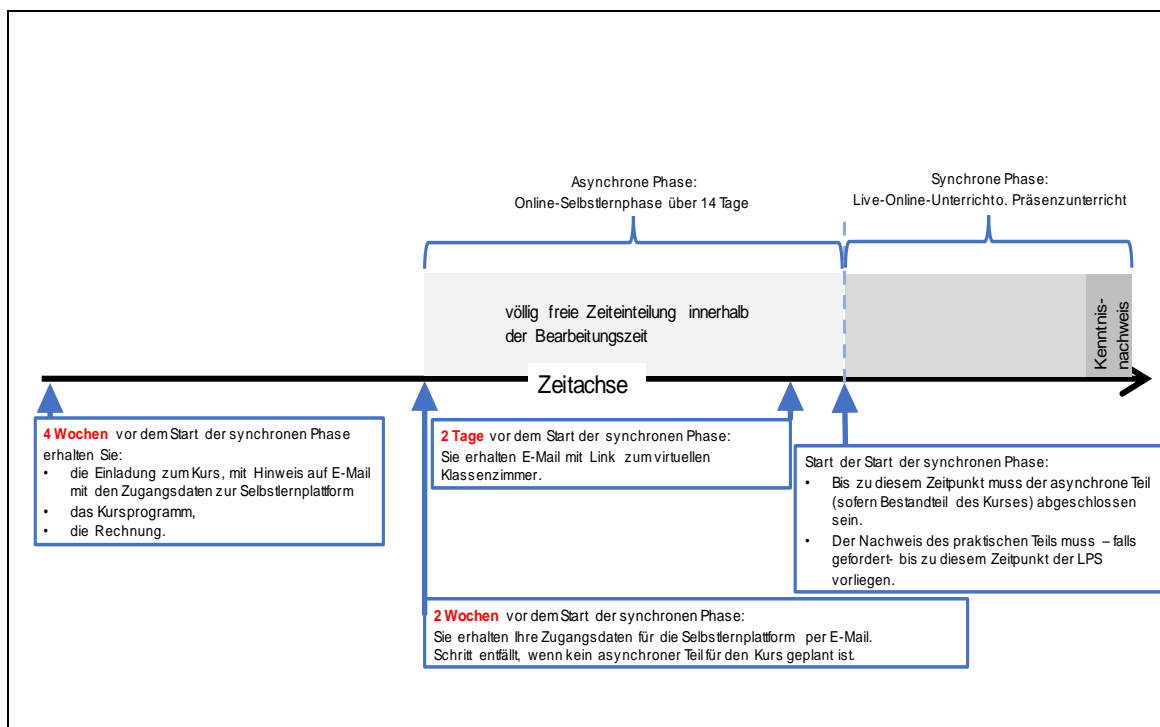 Asynchrone Phase:
Online-Selbstlernphase über 14 Tage
Synchrone Phase:
Live-Online-Unterrichto. Präsenzunterricht
völlig freie Zeiteinteilung innerhalb
der Bearbeitungszeit
Kenntnis-
nachweis
Zeitachse
4 Wochen vor dem Start der synchronen Phase
erhalten Sie:
• die Einladung zum Kurs, mit Hinweis auf E-Mail
mit den Zugangsdaten zur Selbstlernplattform
• das Kursprogramm,
• die Rechnung.
2 Tage vor dem Start der synchronen Phase:
Sie erhalten E-Mail mit Link zum virtuellen
Klassenzimmer.
Start der Start der synchronen Phase:
• Bis zu diesem Zeitpunkt muss der asynchrone Teil
(sofern Bestandteil des Kurses) abgeschlossen
sein.
• Der Nachweis des praktischen Teils muss – falls
gefordert- bis zu diesem Zeitpunkt der LPS
vorliegen.
2 Wochen vor dem Start der synchronen Phase:
Sie erhalten Ihre Zugangsdaten für die Selbstlernplattform per E-Mail.
Schritt entfällt, wenn kein asynchroner Teil für den Kurs geplant ist.